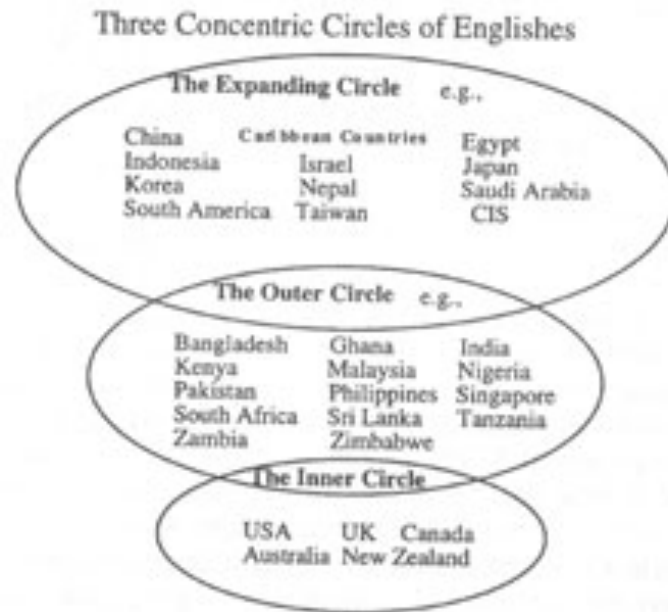 Three Concentric Circles of Englishes
The Expanding Circle e.g.,
China Caribbean Countries Egypt
Indonesia Israel Japan
Korea Nepal Saudi Arabia
South America Taiwan CIS
The Outer Circle e.g.,
Bangladesh Ghana India
Kenya Malaysia Nigeria
Pakistan Philippines Singapore
South Africa Sri Lanka Tanzania
Zambia Zimbabwe
The Inner Circle
USA UK Canada
Australia New Zealand